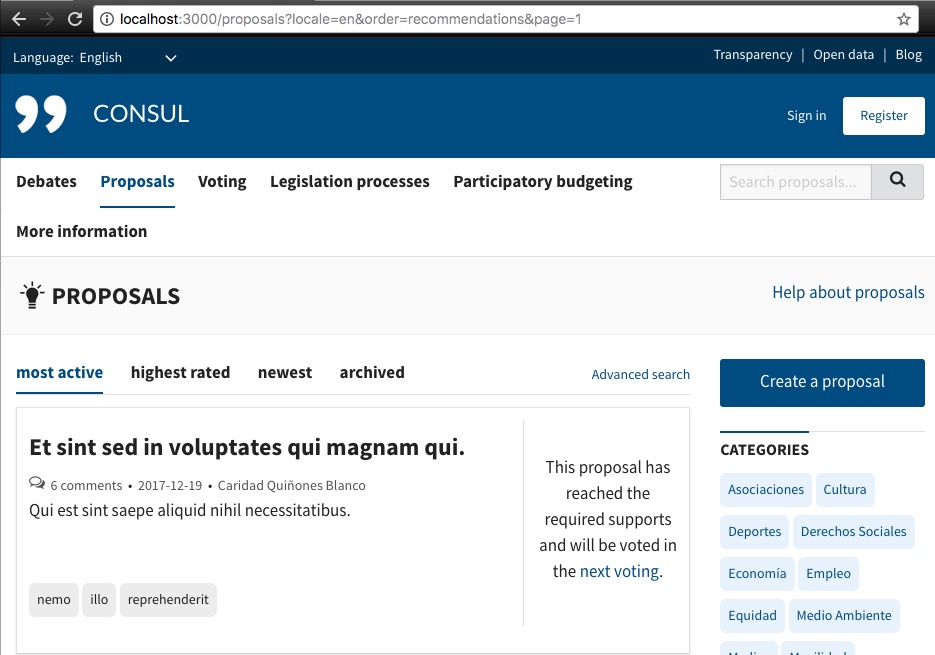 localhost:3000/proposals?locale=en&order=recommendations&page=1
Language: English
Transparency | Open data | Blog
CONSUL
Sign in
Register
Debates Proposals Voting Legislation processes Participatory budgeting
Search proposals...
More information
PROPOSALS
Help about proposals
most active highest rated newest archived
Advanced search
Create a proposal
Et sint sed in voluptates qui magnam qui.
6 comments • 2017-12-19 • Caridad Quiñones Blanco
Qui est sint saepe aliquid nihil necessitatibus.
nemo illo reprehenderit
This proposal has
reached the
required supports
and will be voted in
the next voting.
CATEGORIES
Asociaciones Cultura
Deportes Derechos Sociales
Economía Empleo
Equidad Medio Ambiente